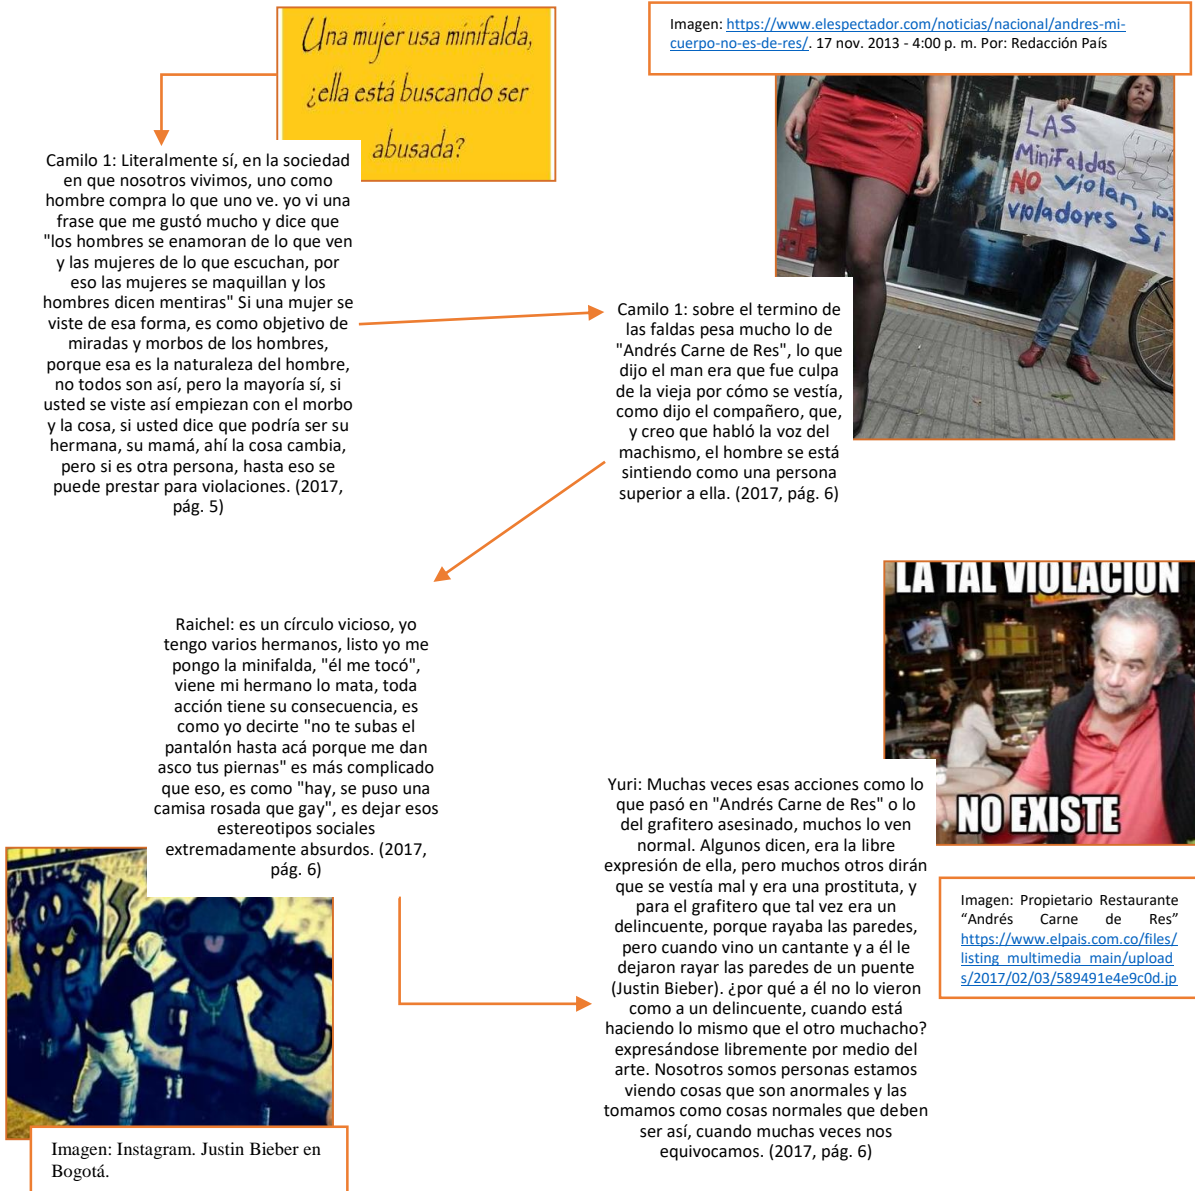 Una mujer usa minifalda,
¿ella está buscando ser
abusada?
Imagen: https://www.elespectador.com/noticias/nacional/andres-mi-
cuerpo-no-es-de-res/. 17 nov. 2013 - 4:00 p. m. Por: Redacción País
LAS
Minifaldas
NO violan, los
violadores Sí
Camilo 1: Literalmente sí, en la sociedad
en que nosotros vivimos, uno como
hombre compra lo que uno ve. yo vi una
frase que me gustó mucho y dice que
"los hombres se enamoran de lo que ven
y las mujeres de lo que escuchan, por
eso las mujeres se maquillan y los
hombres dicen mentiras" Si una mujer se
viste de esa forma, es como objetivo de
miradas y morbos de los hombres,
porque esa es la naturaleza del hombre,
no todos son así, pero la mayoría sí, si
usted se viste así empiezan con el morbo
y la cosa, si usted dice que podría ser su
hermana, su mamá, ahí la cosa cambia,
pero si es otra persona, hasta eso se
puede prestar para violaciones. (2017,
pág. 5)
Camilo 1: sobre el termino de
las faldas pesa mucho lo de
"Andrés Carne de Res", lo que
dijo el man era que fue culpa
de la vieja por cómo se vestía,
como dijo el compañero, que,
y creo que habló la voz del
machismo, el hombre se está
sintiendo como una persona
superior a ella. (2017, pág. 6)
Raichel: es un círculo vicioso, yo
tengo varios hermanos, listo yo me
pongo la minifalda, "él me tocó",
viene mi hermano lo mata, toda
acción tiene su consecuencia, es
como yo decirte "no te subas el
pantalón hasta acá porque me dan
asco tus piernas" es más complicado
que eso, es como "hay, se puso una
camisa rosada que gay", es dejar esos
estereotipos sociales
extremadamente absurdos. (2017,
pág. 6)
LA TAL VIOLACIÓN
NO EXISTE
Yuri: Muchas veces esas acciones como lo
que pasó en "Andrés Carne de Res" o lo
del grafitero asesinado, muchos lo ven
normal. Algunos dicen, era la libre
expresión de ella, pero muchos otros dirán
que se vestía mal y era una prostituta, y
para el grafitero que tal vez era un
delincuente, porque rayaba las paredes,
pero cuando vino un cantante y a él le
dejaron rayar las paredes de un puente
(Justin Bieber). ¿por qué a él no lo vieron
como a un delincuente, cuando está
haciendo lo mismo que el otro muchacho?
expresándose libremente por medio del
arte. Nosotros somos personas estamos
viendo cosas que son anormales y las
tomamos como cosas normales que deben
ser así, cuando muchas veces nos
equivocamos. (2017, pág. 6)
Imagen: Propietario Restaurante
“Andrés Carne de Res”
https://www.elpais.com.co/files/
listing_multimedia_main/upload
s/2017/02/03/589491e4e9c0d.jp
Imagen: Instagram. Justin Bieber en
Bogotá.